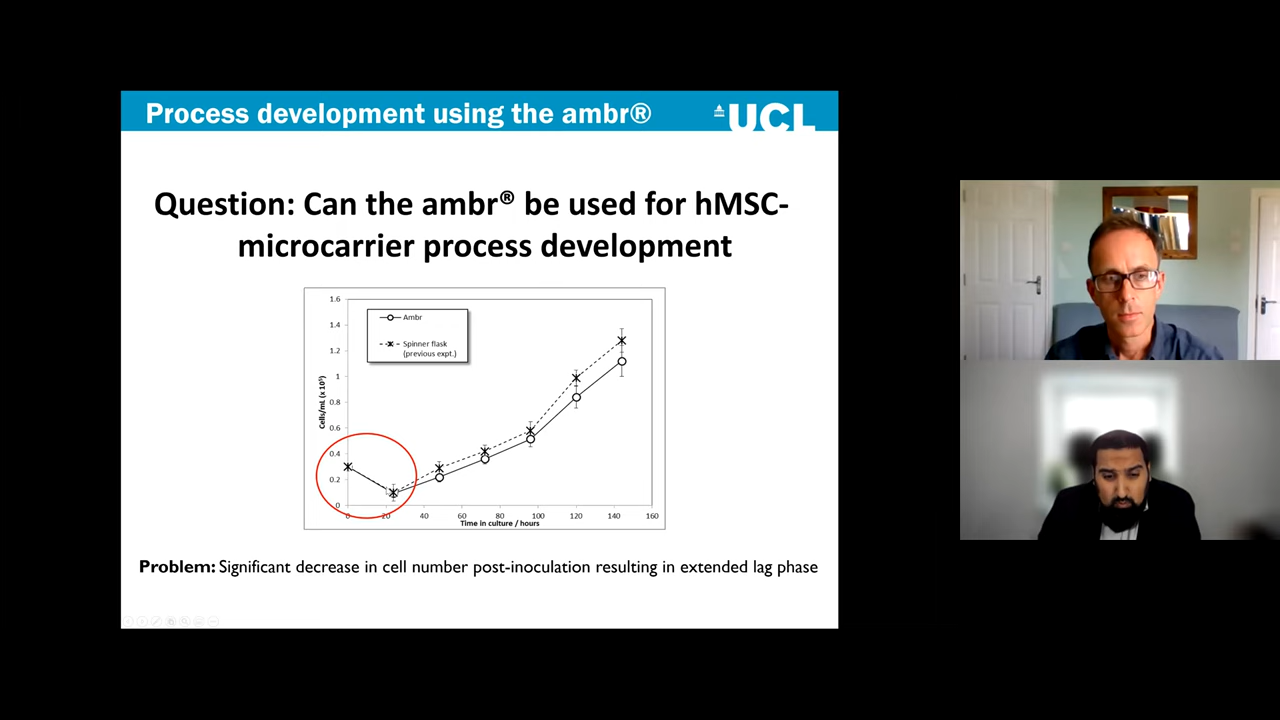 Process development using the ambr®
UCL
Question: Can the ambr® be used for hMSC-
microcarrier process development
1.6
1.4
1.2
1
0.8
0.6
0.4
0.2
0
Cells/mL (x 10⁵)
Ambr
Spinner flask
(previous expt.)
0 20 40 60 80 100 120 140 160
Time in culture / hours
Problem: Significant decrease in cell number post-inoculation resulting in extended lag phase